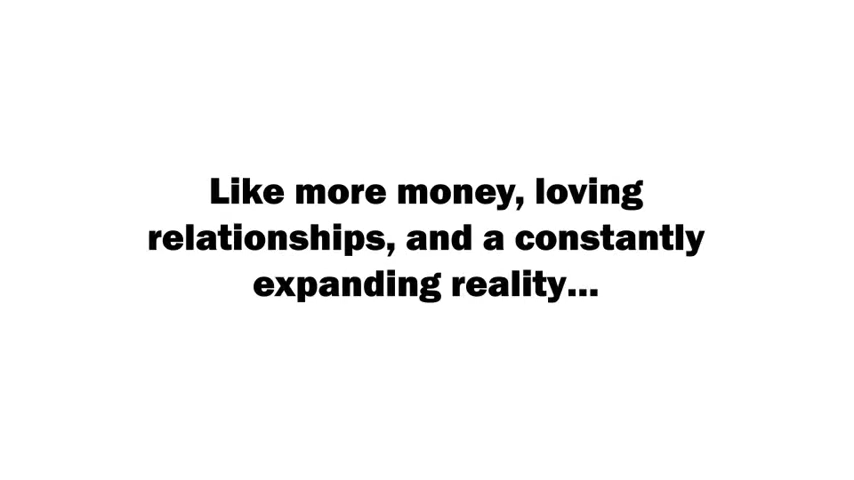 Like more money, loving
relationships, and a constantly
expanding reality...